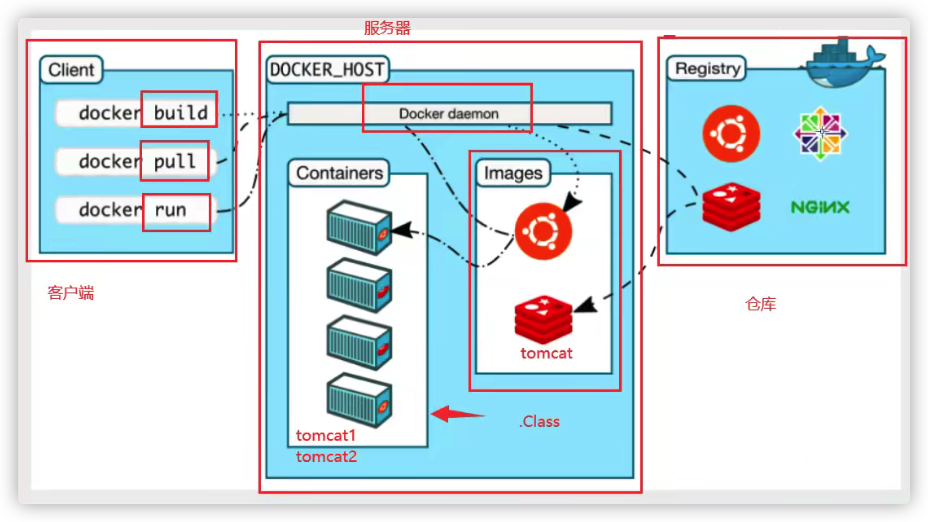 服务器
Client
docker build
docker pull
docker run
客户端
DOCKER_HOST
Docker daemon
Containers
Images
tomcat
tomcat1
tomcat2
.Class
Registry
NGINX
仓库